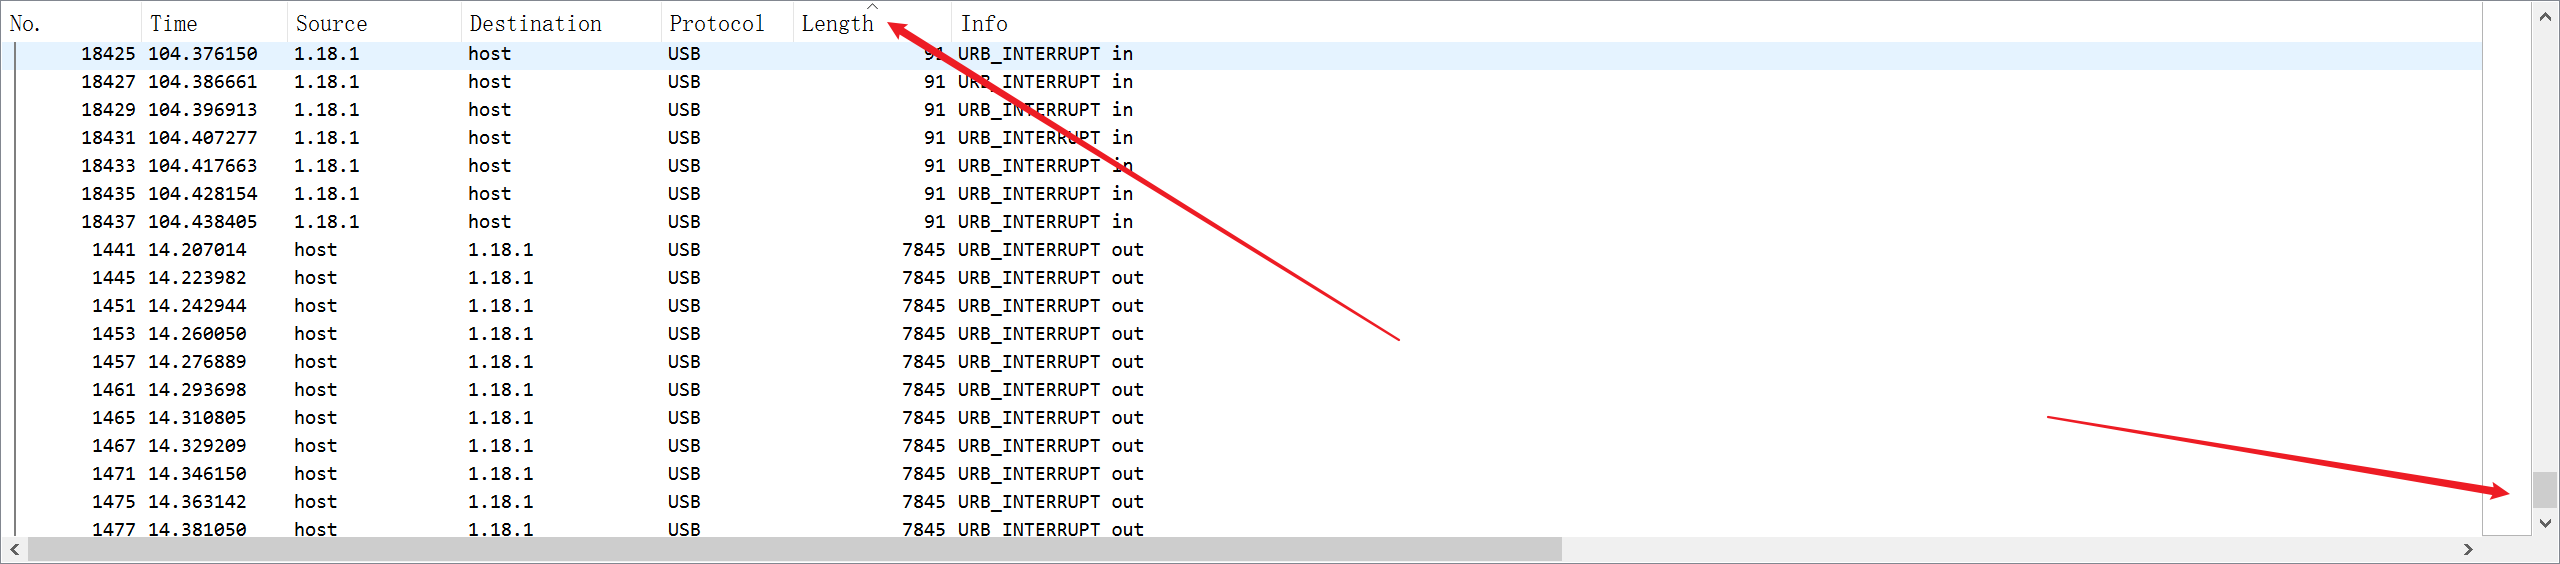 No. Time Source Destination Protocol Length Info
18425 104.376150 1.18.1 host USB 91 URB_INTERRUPT in
18427 104.386661 1.18.1 host USB 91 URB_INTERRUPT in
18429 104.396913 1.18.1 host USB 91 URB_INTERRUPT in
18431 104.407277 1.18.1 host USB 91 URB_INTERRUPT in
18433 104.417663 1.18.1 host USB 91 URB_INTERRUPT in
18435 104.428154 1.18.1 host USB 91 URB_INTERRUPT in
18437 104.438405 1.18.1 host USB 91 URB_INTERRUPT in
1441 14.207014 host 1.18.1 USB 7845 URB_INTERRUPT out
1445 14.223982 host 1.18.1 USB 7845 URB_INTERRUPT out
1451 14.242944 host 1.18.1 USB 7845 URB_INTERRUPT out
1453 14.260050 host 1.18.1 USB 7845 URB_INTERRUPT out
1457 14.276889 host 1.18.1 USB 7845 URB_INTERRUPT out
1461 14.293698 host 1.18.1 USB 7845 URB_INTERRUPT out
1465 14.310805 host 1.18.1 USB 7845 URB_INTERRUPT out
1467 14.329209 host 1.18.1 USB 7845 URB_INTERRUPT out
1471 14.346150 host 1.18.1 USB 7845 URB_INTERRUPT out
1475 14.363142 host 1.18.1 USB 7845 URB_INTERRUPT out
1477 14.381050 host 1.18.1 USB 7845 URB_INTERRUPT out